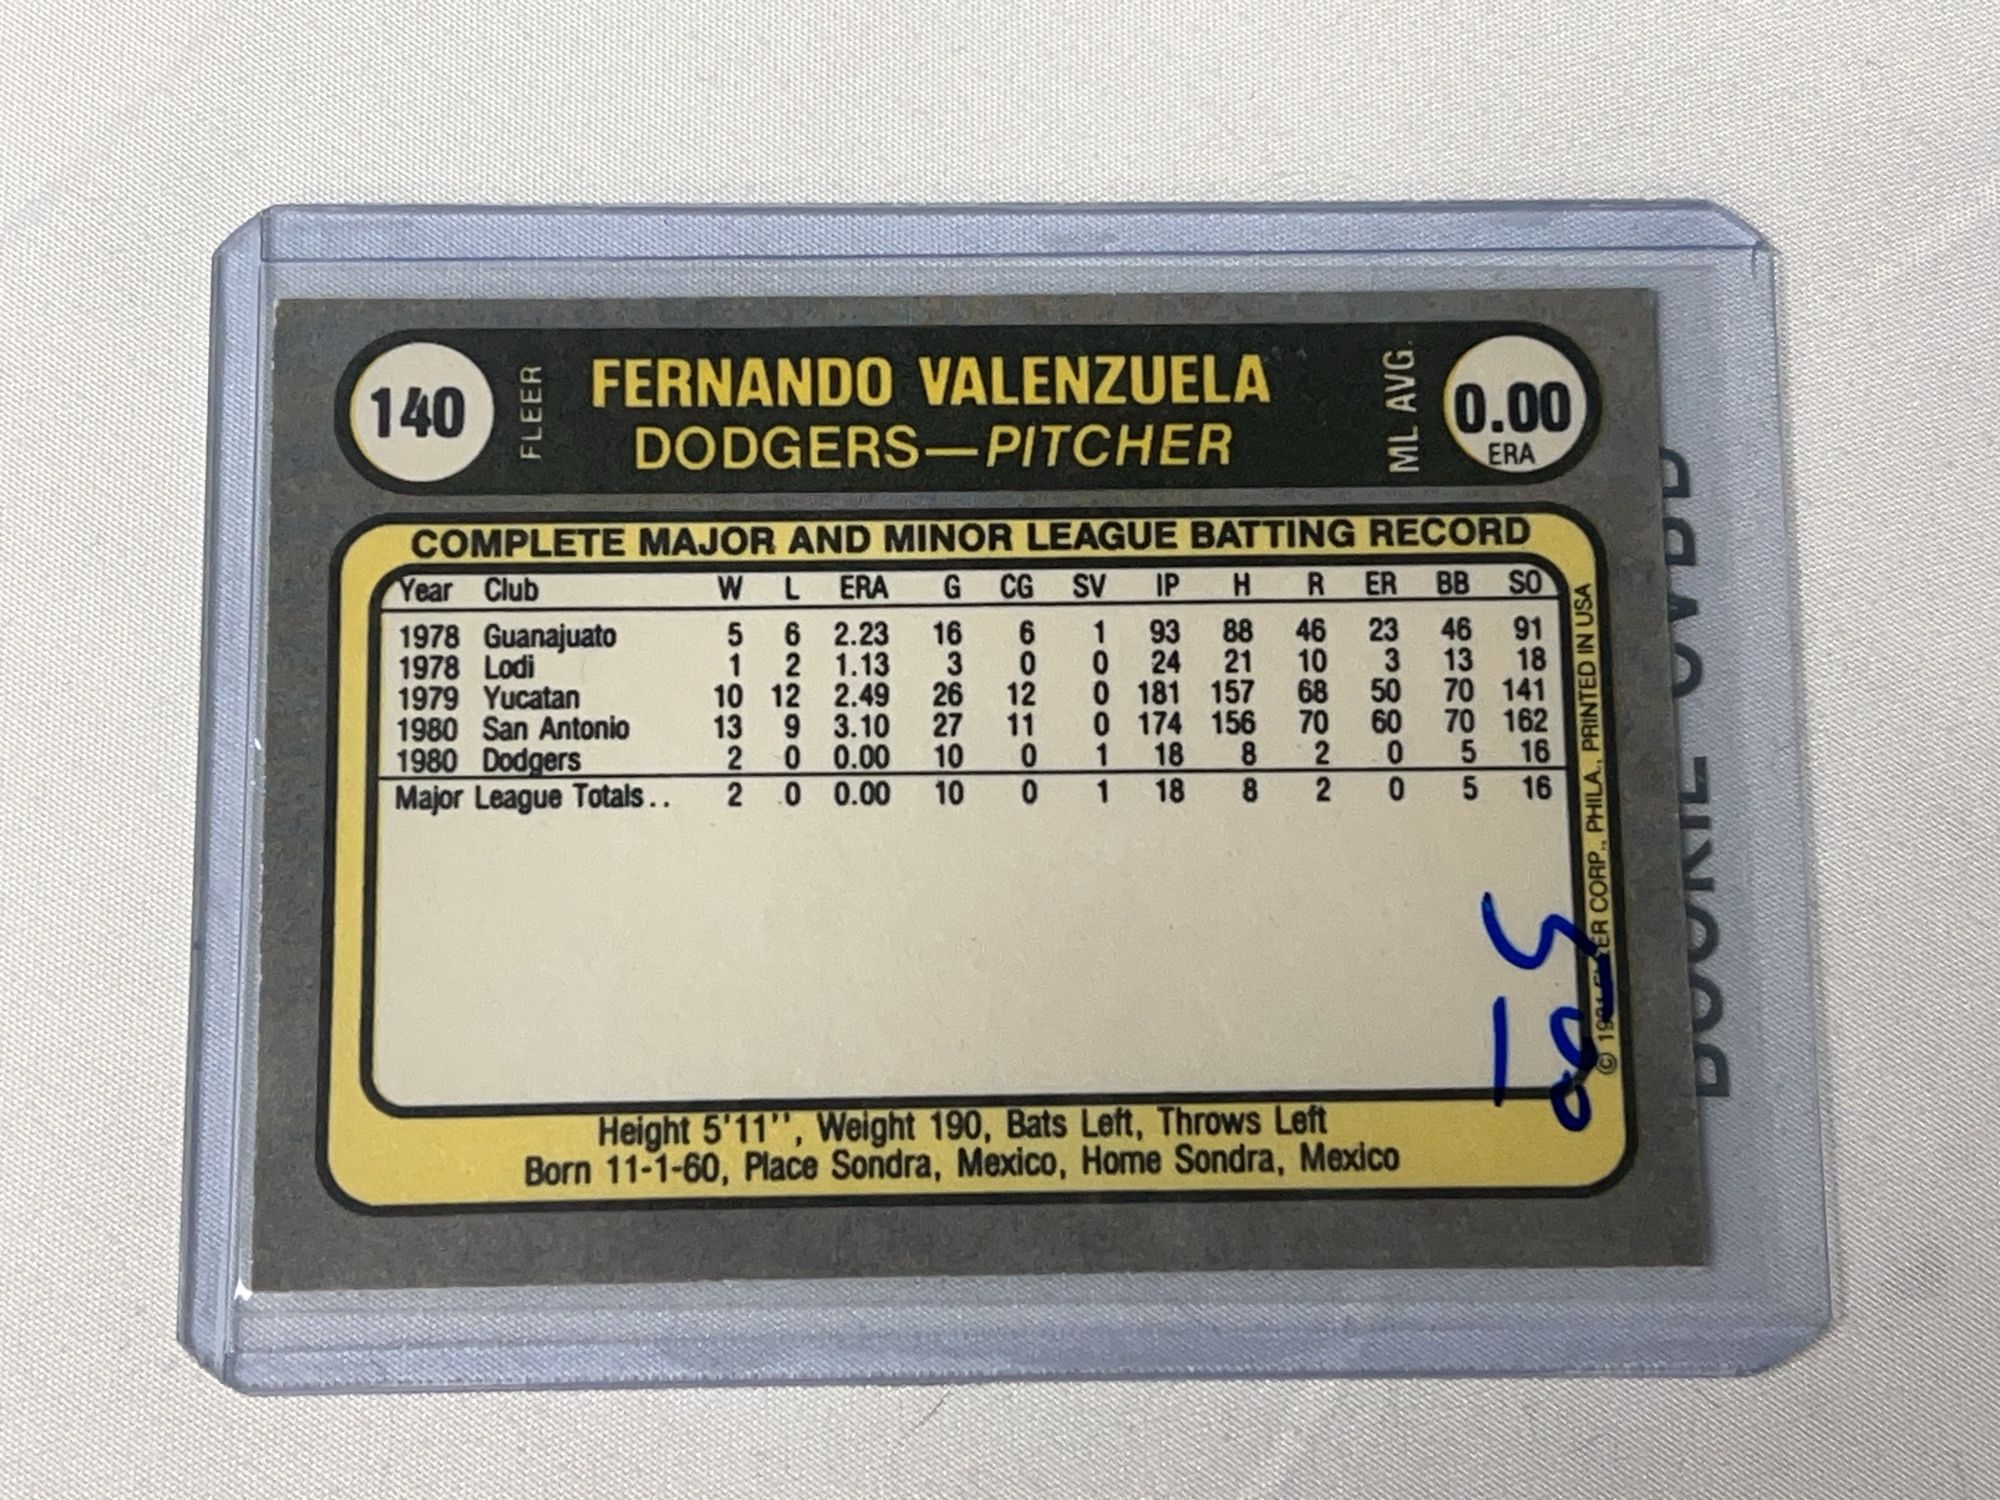 140 FLEER FERNANDO VALENZUELA ML AVG. 0.00
DODGERS—PITCHER ERA
COMPLETE MAJOR AND MINOR LEAGUE BATTING RECORD
Year Club W L ERA G CG SV IP H R ER BB SO
1978 Guanajuato 5 6 2.23 16 6 1 93 88 46 23 46 91
1978 Lodi 1 2 1.13 3 0 0 24 21 10 3 13 18
1979 Yucatan 10 12 2.49 26 12 0 181 157 68 50 70 141
1980 San Antonio 13 9 3.10 27 11 0 174 156 70 60 70 162
1980 Dodgers 2 0 0.00 10 0 1 18 8 2 0 5 16
Major League Totals.. 2 0 0.00 10 0 1 18 8 2 0 5 16
Height 5'11'', Weight 190, Bats Left, Throws Left
Born 11-1-60, Place Sondra, Mexico, Home Sondra, Mexico
© 1981 FLEER CORP., PHILA., PRINTED IN USA